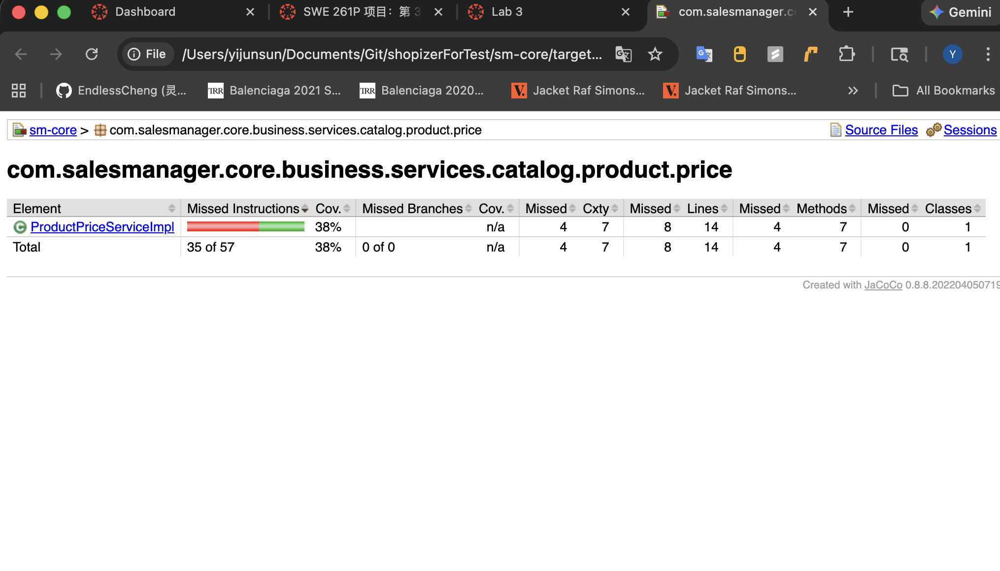 Dashboard
SWE 261P 项目：第 3
Lab 3
com.salesmanager.co
Gemini
File
/Users/yijunsun/Documents/Git/shopizerForTest/sm-core/target...
Y
EndlessCheng (灵...
TRR Balenciaga 2021 S...
TRR Balenciaga 2020...
V. Jacket Raf Simons...
V. Jacket Raf Simons...
All Bookmarks
sm-core > com.salesmanager.core.business.services.catalog.product.price
Source Files Sessions
com.salesmanager.core.business.services.catalog.product.price
Element Missed Instructions Cov. Missed Branches Cov. Missed Cxty Missed Lines Missed Methods Missed Classes
C ProductPriceServiceImpl 38% n/a 4 7 8 14 4 7 0 1
Total 35 of 57 38% 0 of 0 n/a 4 7 8 14 4 7 0 1
Created with JaCoCo 0.8.8.202204050719